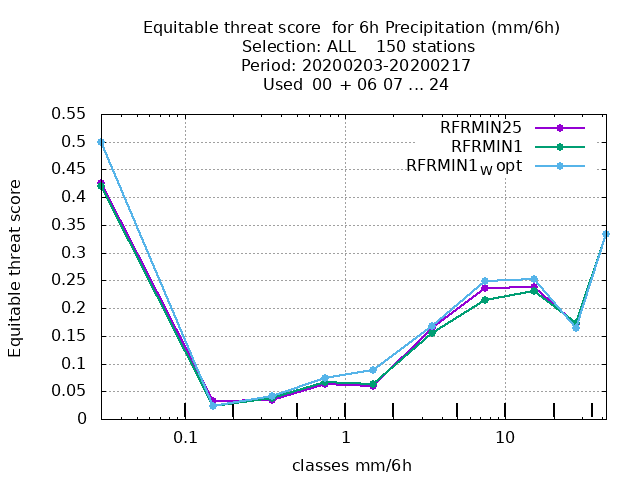 Equitable threat score  for 6h Precipitation (mm/6h)
Selection: ALL    150 stations
Period: 20200203-20200217
Used  00 + 06 07 ... 24
RFRMIN25
RFRMIN1
RFRMIN1W opt
Equitable threat score
0.55
0.5
0.45
0.4
0.35
0.3
0.25
0.2
0.15
0.1
0.05
0
0.1 1 10
classes mm/6h